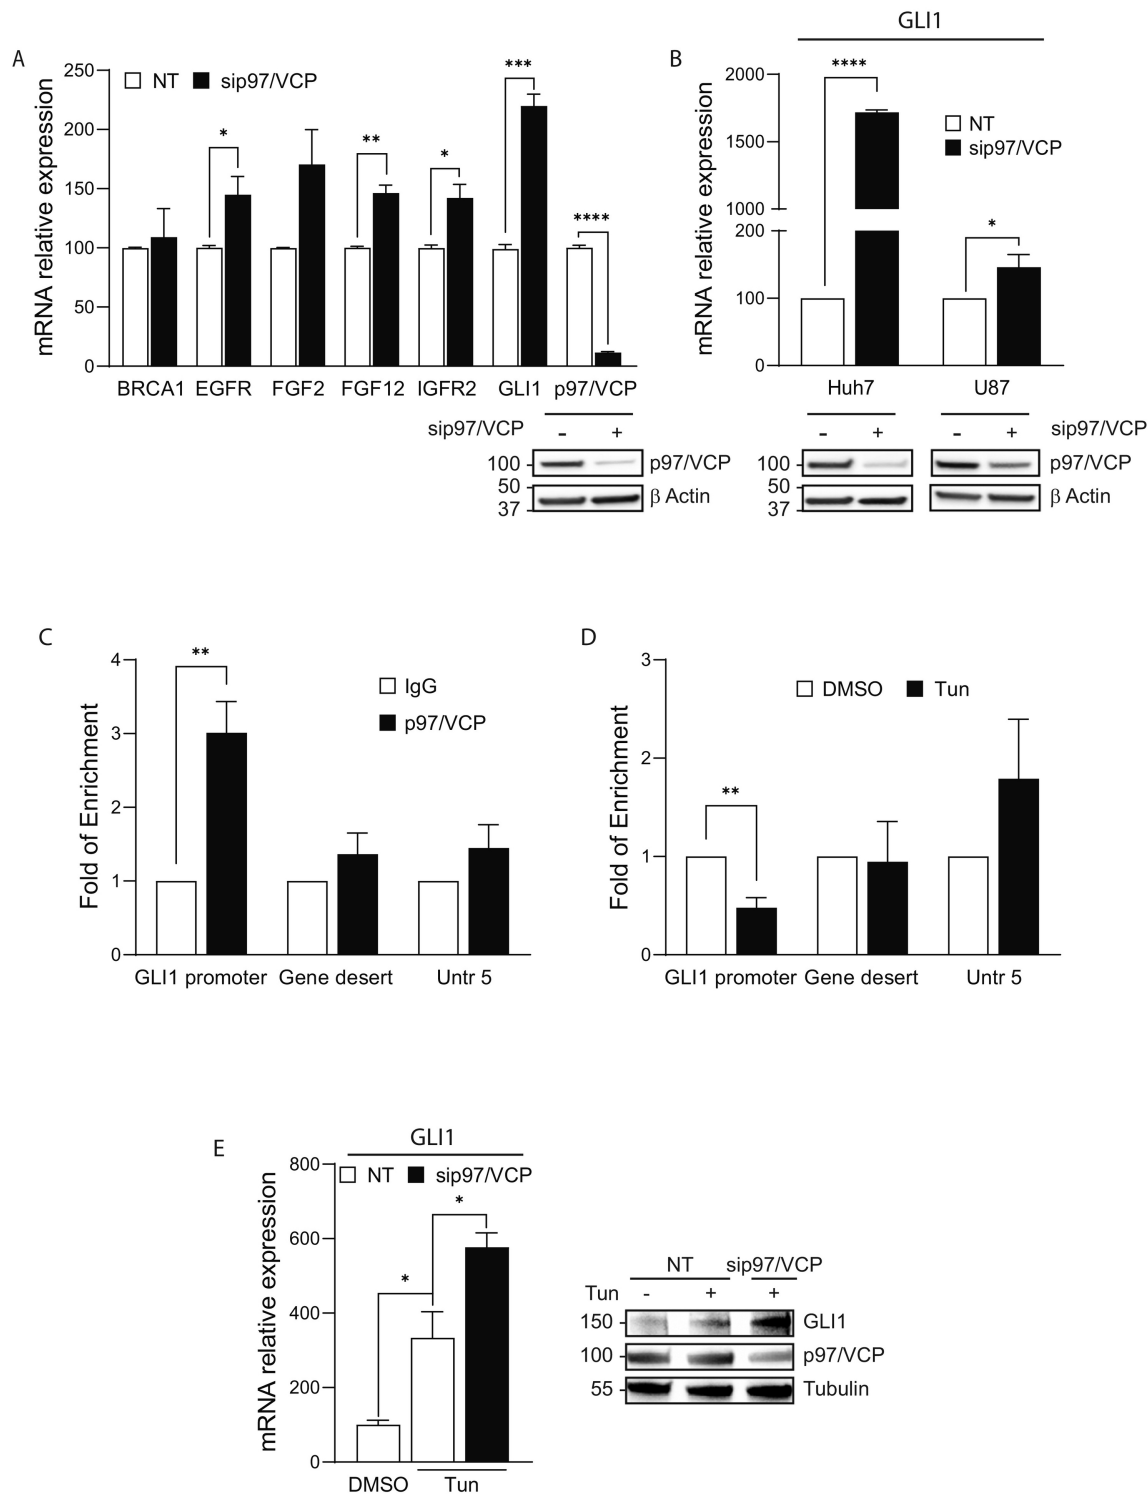 A
mRNA relative expression
250
200
150
100
50
0
NT sip97/VCP
* ** * *** ****
BRCA1 EGFR FGF2 FGF12 IGFR2 GLI1 p97/VCP
sip97/VCP - +
100 p97/VCP
50
37
β Actin
B
GLI1
mRNA relative expression
2000
1500
1000
200
100
0
****
*
NT
sip97/VCP
Huh7 U87
- + - + sip97/VCP
100 p97/VCP
50
37
β Actin
C
Fold of Enrichment
4
3
2
1
0
**
IgG
p97/VCP
GLI1 promoter Gene desert Untr 5
D
Fold of Enrichment
3
2
1
0
DMSO Tun
**
GLI1 promoter Gene desert Untr 5
E
GLI1
mRNA relative expression
800
600
400
200
0
NT sip97/VCP
*
*
DMSO Tun
NT sip97/VCP
Tun - + +
150 GLI1
100 p97/VCP
55 Tubulin